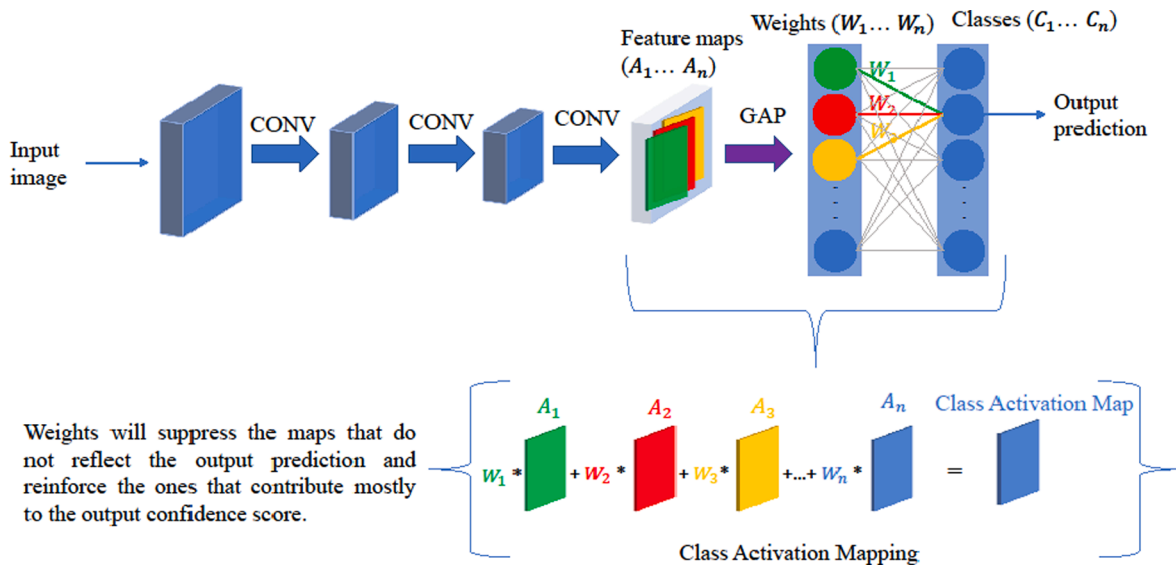 Weights (W₁... Wₙ)
Classes (C₁... Cₙ)
Feature maps
(A₁... Aₙ)
Input
image
CONV
CONV
CONV
GAP
W₁
W₂
Output
prediction
Weights will suppress the maps that do
not reflect the output prediction and
reinforce the ones that contribute mostly
to the output confidence score.
A₁ A₂ A₃ Aₙ Class Activation Map
W₁ * + W₂ * + W₃ * +...+ Wₙ * =
Class Activation Mapping